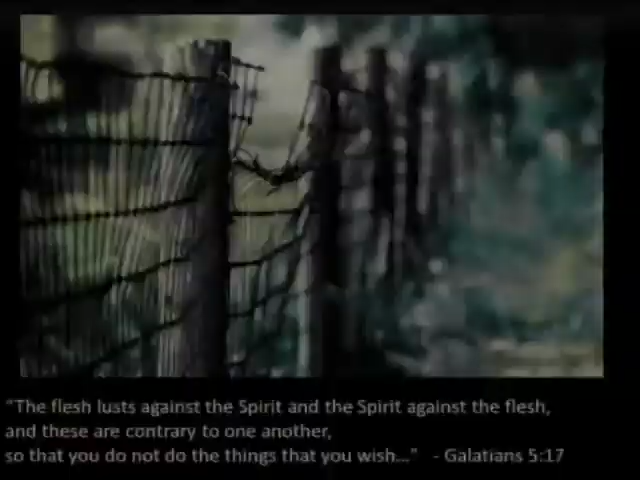 "The flesh lusts against the Spirit and the Spirit against the flesh,
and these are contrary to one another,
so that you do not do the things that you wish..." - Galatians 5:17